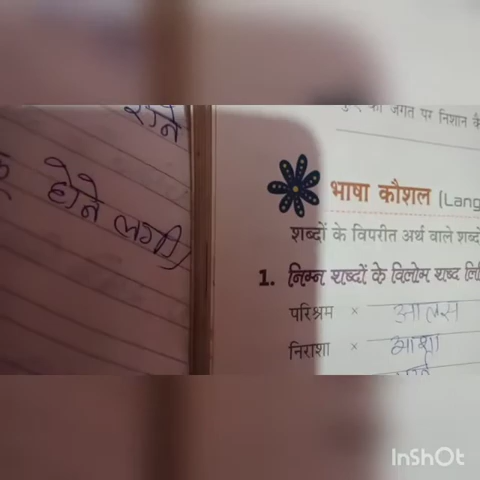 होने लगी
जगत पर निशान
भाषा कौशल (Lang
शब्दों के विपरीत अर्थ वाले शब्दो
1. निम्न शब्दों के विलोम शब्द लि
परिश्रम × आलस
निराशा × आशा
InShOt